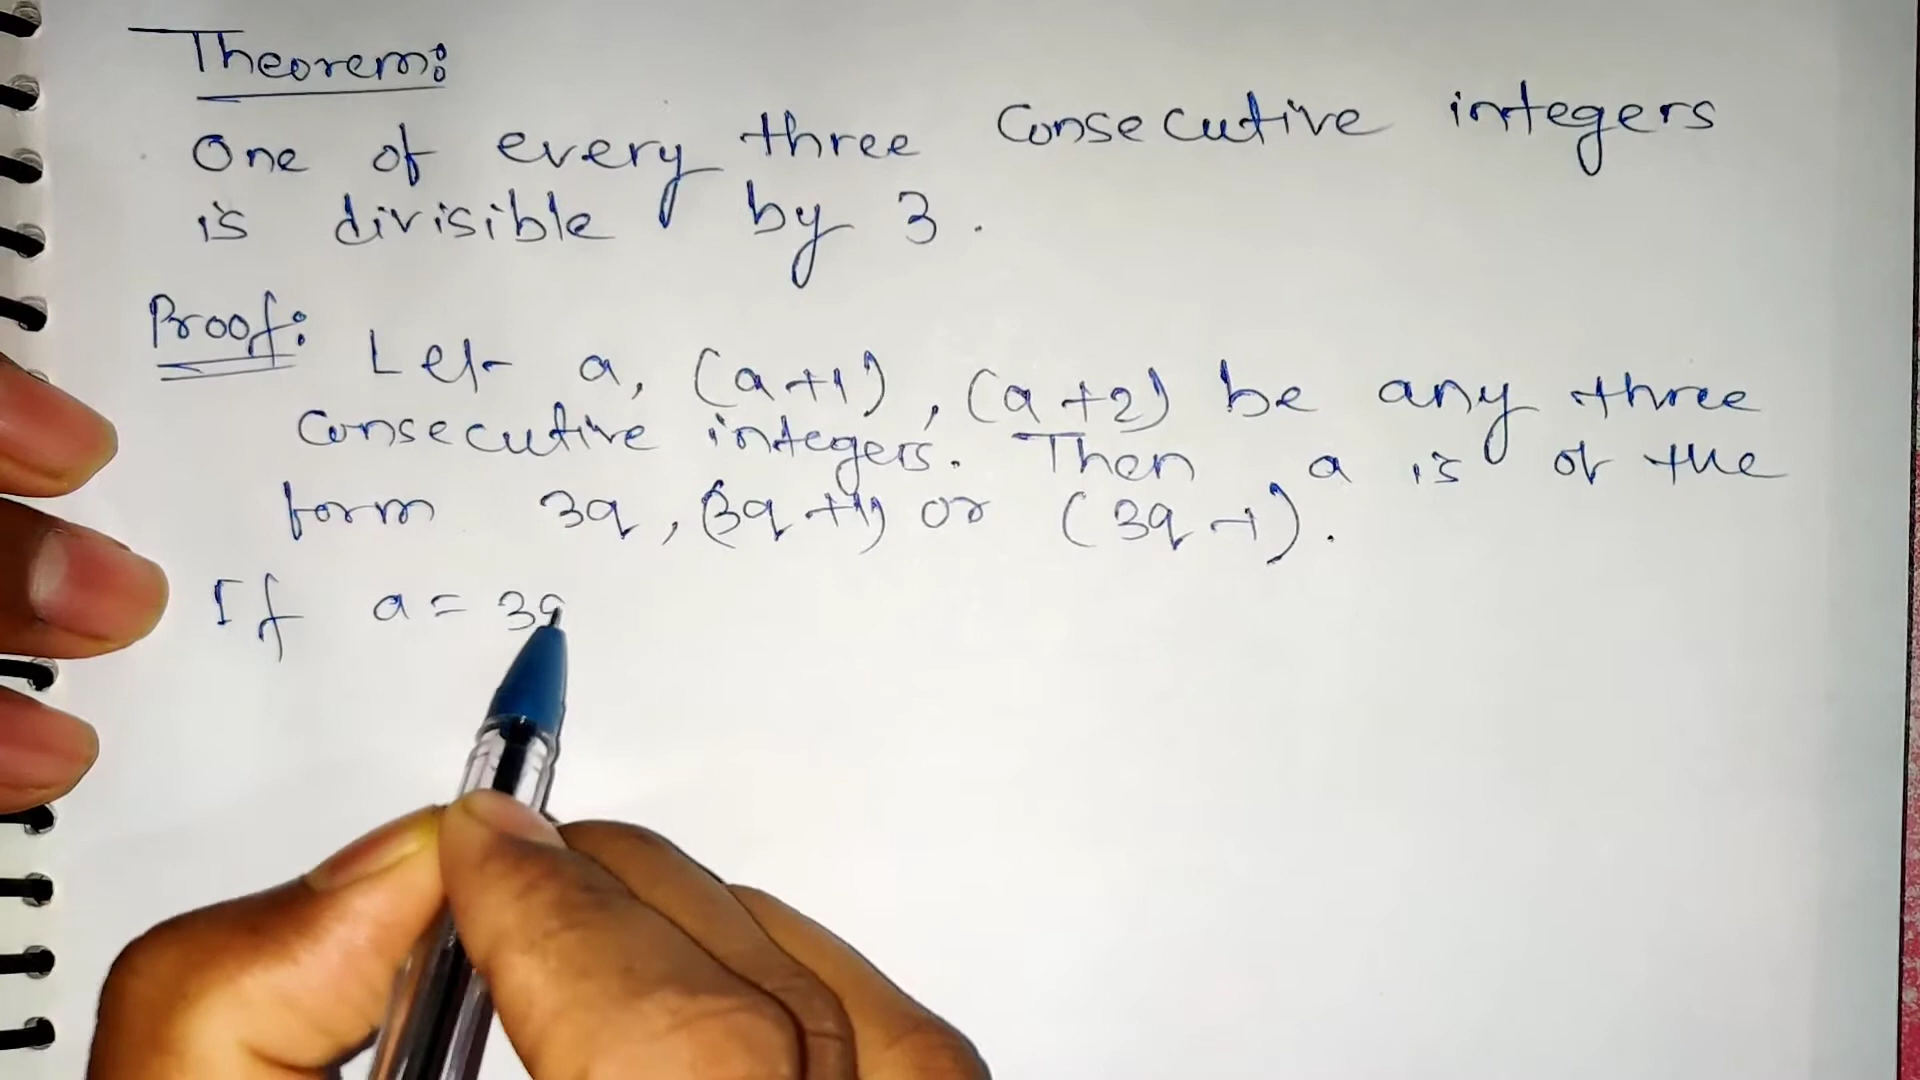 Theorem:
One of every three consecutive integers
is divisible by 3.
Proof: Let a, (a+1), (a+2) be any three
consecutive integers. Then a is of the
form 3q, (3q+1) or (3q-1).
If a = 3q